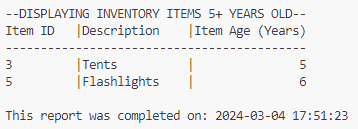 --DISPLAYING INVENTORY ITEMS 5+ YEARS OLD--
Item ID  |Description    |Item Age (Years)
-------------------------------------------
3        |Tents          |               5
5        |Flashlights    |               6
This report was completed on: 2024-03-04 17:51:23